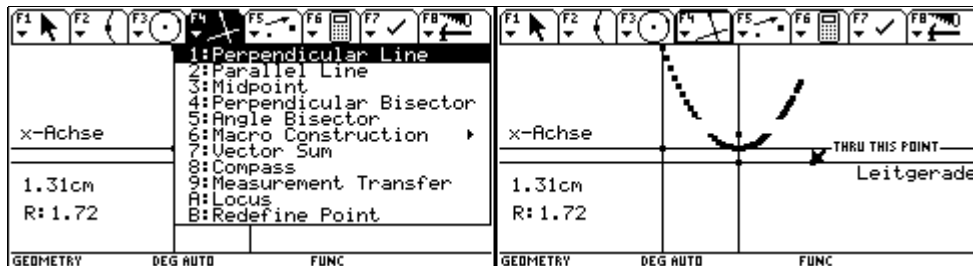 F1 F2 F3 F4 F5 F6 F7 F8
1:Perpendicular Line
2:Parallel Line
3:Midpoint
4:Perpendicular Bisector
5:Angle Bisector
6:Macro Construction
7:Vector Sum
8:Compass
9:Measurement Transfer
A:Locus
B:Redefine Point
x-Achse
1.31cm
R:1.72
GEOMETRY DEG AUTO FUNC
F1 F2 F3 F4 F5 F6 F7 F8
x-Achse
THRU THIS POINT
Leitgerade
1.31cm
R:1.72
GEOMETRY DEG AUTO FUNC